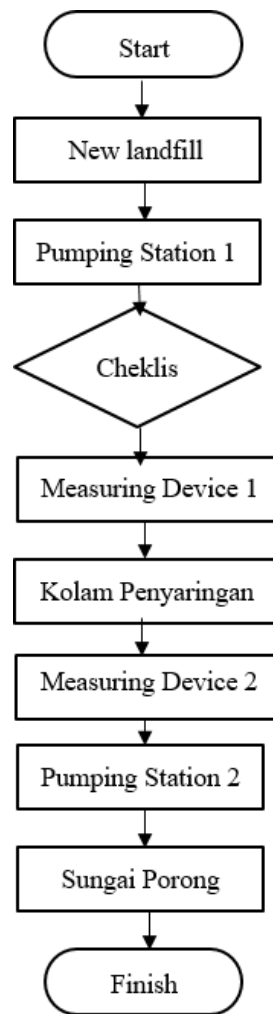 Start
New landfill
Pumping Station 1
Cheklis
Measuring Device 1
Kolam Penyaringan
Measuring Device 2
Pumping Station 2
Sungai Porong
Finish